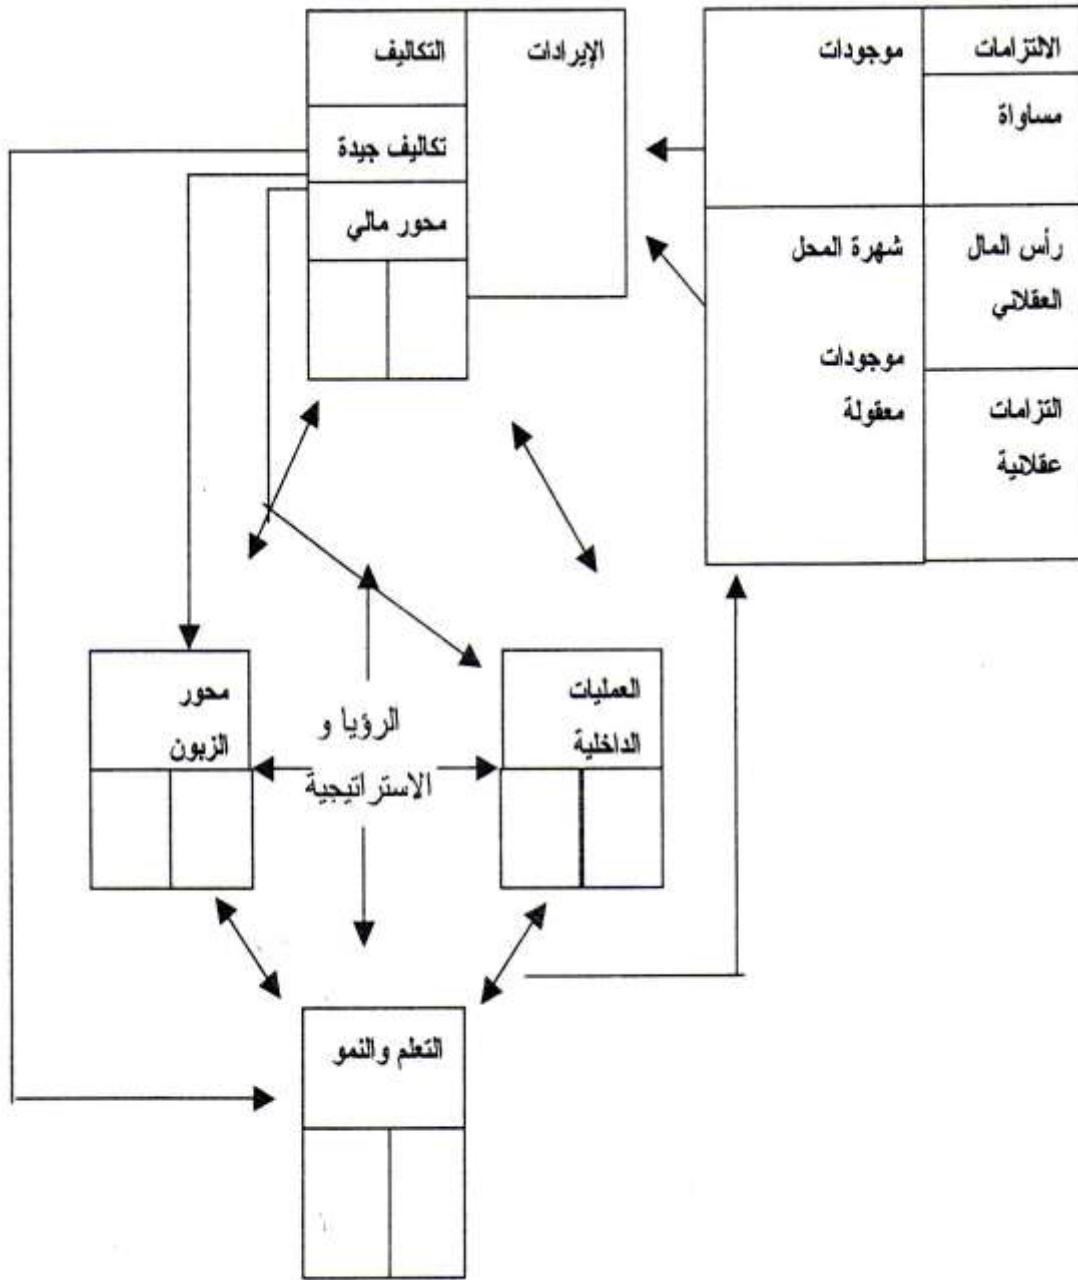 الالتزامات
موجودات
الإيرادات
التكاليف
مساواة
تكاليف جيدة
محور مالي
رأس المال
العقلاني
شهرة المحل
موجودات
معقولة
التزامات
عقلانية
العمليات
الداخلية
الرؤيا و
الاستراتيجية
محور
الزبون
التعلم والنمو